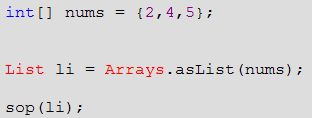 int[] nums = {2,4,5};
List li = Arrays.asList(nums);
sop(li);